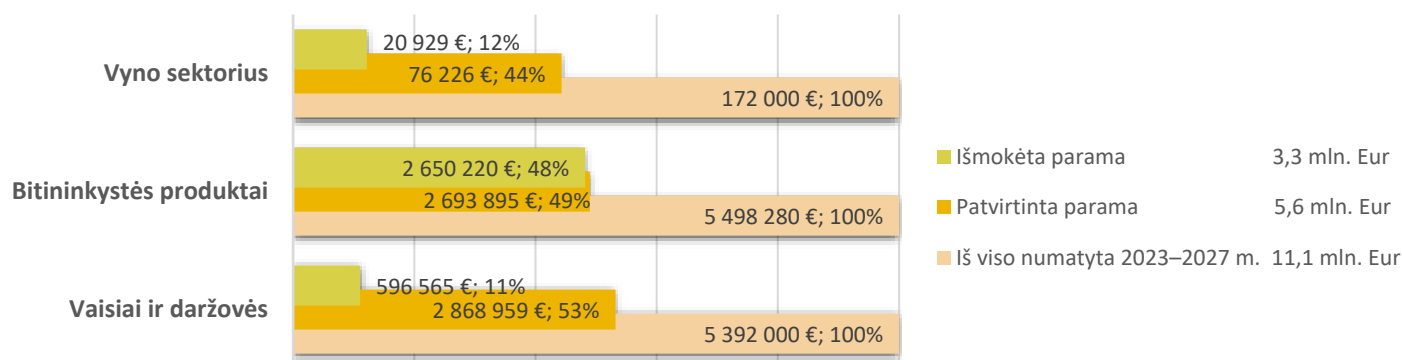 Vyno sektorius
20 929 €; 12%
76 226 €; 44%
172 000 €; 100%
Bitininkystės produktai
2 650 220 €; 48%
2 693 895 €; 49%
5 498 280 €; 100%
Vaisiai ir daržovės
596 565 €; 11%
2 868 959 €; 53%
5 392 000 €; 100%
Išmokėta parama 3,3 mln. Eur
Patvirtinta parama 5,6 mln. Eur
Iš viso numatyta 2023–2027 m. 11,1 mln. Eur